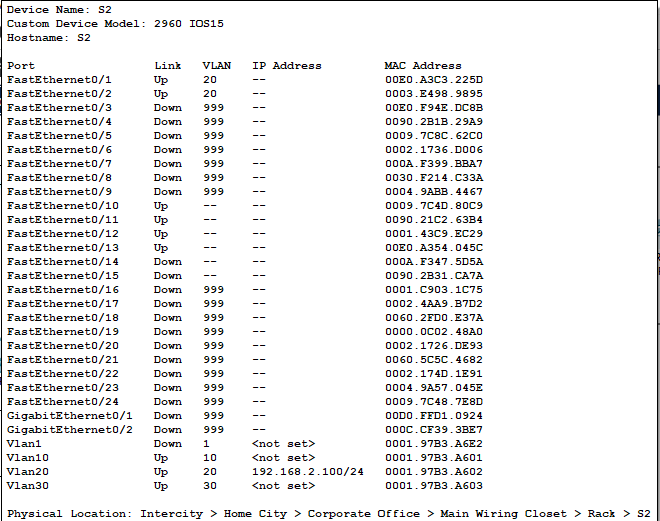 Device Name: S2
Custom Device Model: 2960 IOS15
Hostname: S2
Port Link VLAN IP Address MAC Address
FastEthernet0/1 Up 20 -- 00E0.A3C3.225D
FastEthernet0/2 Up 20 -- 0003.E498.9895
FastEthernet0/3 Down 999 -- 00E0.F94E.DC8B
FastEthernet0/4 Down 999 -- 0090.2B1B.29A9
FastEthernet0/5 Down 999 -- 0009.7C8C.62C0
FastEthernet0/6 Down 999 -- 0002.1736.D006
FastEthernet0/7 Down 999 -- 000A.F399.BBA7
FastEthernet0/8 Down 999 -- 0030.F214.C33A
FastEthernet0/9 Down 999 -- 0004.9ABB.4467
FastEthernet0/10 Up -- -- 0009.7C4D.80C9
FastEthernet0/11 Up -- -- 0090.21C2.63B4
FastEthernet0/12 Up -- -- 0001.43C9.EC29
FastEthernet0/13 Up -- -- 00E0.A354.045C
FastEthernet0/14 Down -- -- 000A.F347.5D5A
FastEthernet0/15 Down -- -- 0090.2B31.CA7A
FastEthernet0/16 Down 999 -- 0001.C903.1C75
FastEthernet0/17 Down 999 -- 0002.4AA9.B7D2
FastEthernet0/18 Down 999 -- 0060.2FD0.E37A
FastEthernet0/19 Down 999 -- 0000.0C02.48A0
FastEthernet0/20 Down 999 -- 0002.1726.DE93
FastEthernet0/21 Down 999 -- 0060.5C5C.4682
FastEthernet0/22 Down 999 -- 0002.174D.1E91
FastEthernet0/23 Down 999 -- 0004.9A57.045E
FastEthernet0/24 Down 999 -- 0009.7C48.7E8D
GigabitEthernet0/1 Down 999 -- 00D0.FFD1.0924
GigabitEthernet0/2 Down 999 -- 000C.CF39.3BE7
Vlan1 Down 1 <not set> 0001.97B3.A6E2
Vlan10 Up 10 <not set> 0001.97B3.A601
Vlan20 Up 20 192.168.2.100/24 0001.97B3.A602
Vlan30 Up 30 <not set> 0001.97B3.A603
Physical Location: Intercity > Home City > Corporate Office > Main Wiring Closet > Rack > S2